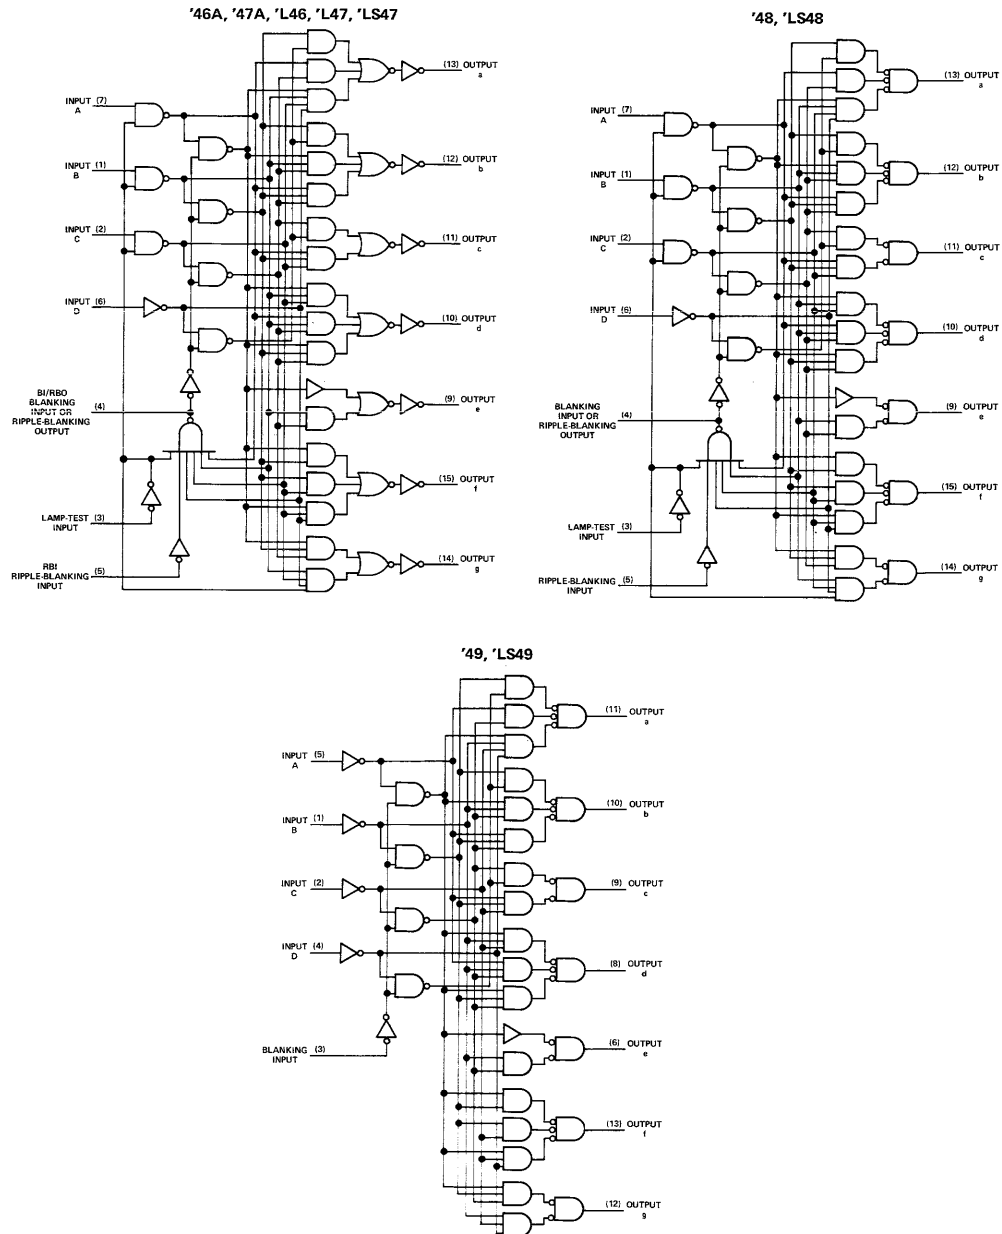 '46A, '47A, 'L46, 'L47, 'LS47
INPUT (7)
A
INPUT (1)
B
INPUT (2)
C
INPUT (6)
D
BI/RBO
BLANKING
INPUT OR (4)
RIPPLE-BLANKING
OUTPUT
LAMP-TEST (3)
INPUT
RBI
RIPPLE-BLANKING (5)
INPUT
(13) OUTPUT
a
(12) OUTPUT
b
(11) OUTPUT
c
(10) OUTPUT
d
(9) OUTPUT
e
(15) OUTPUT
f
(14) OUTPUT
g
'48, 'LS48
INPUT (7)
A
INPUT (1)
B
INPUT (2)
C
INPUT (6)
D
BLANKING
INPUT OR (4)
RIPPLE-BLANKING
OUTPUT
LAMP-TEST
INPUT (3)
RIPPLE-BLANKING (5)
INPUT
(13) OUTPUT
a
(12) OUTPUT
b
(11) OUTPUT
c
(10) OUTPUT
d
(9) OUTPUT
e
(15) OUTPUT
f
(14) OUTPUT
g
'49, 'LS49
INPUT (5)
A
INPUT (1)
B
INPUT (2)
C
INPUT (4)
D
BLANKING (3)
INPUT
(11) OUTPUT
a
(10) OUTPUT
b
(9) OUTPUT
c
(8) OUTPUT
d
(6) OUTPUT
e
(13) OUTPUT
f
(12) OUTPUT
g